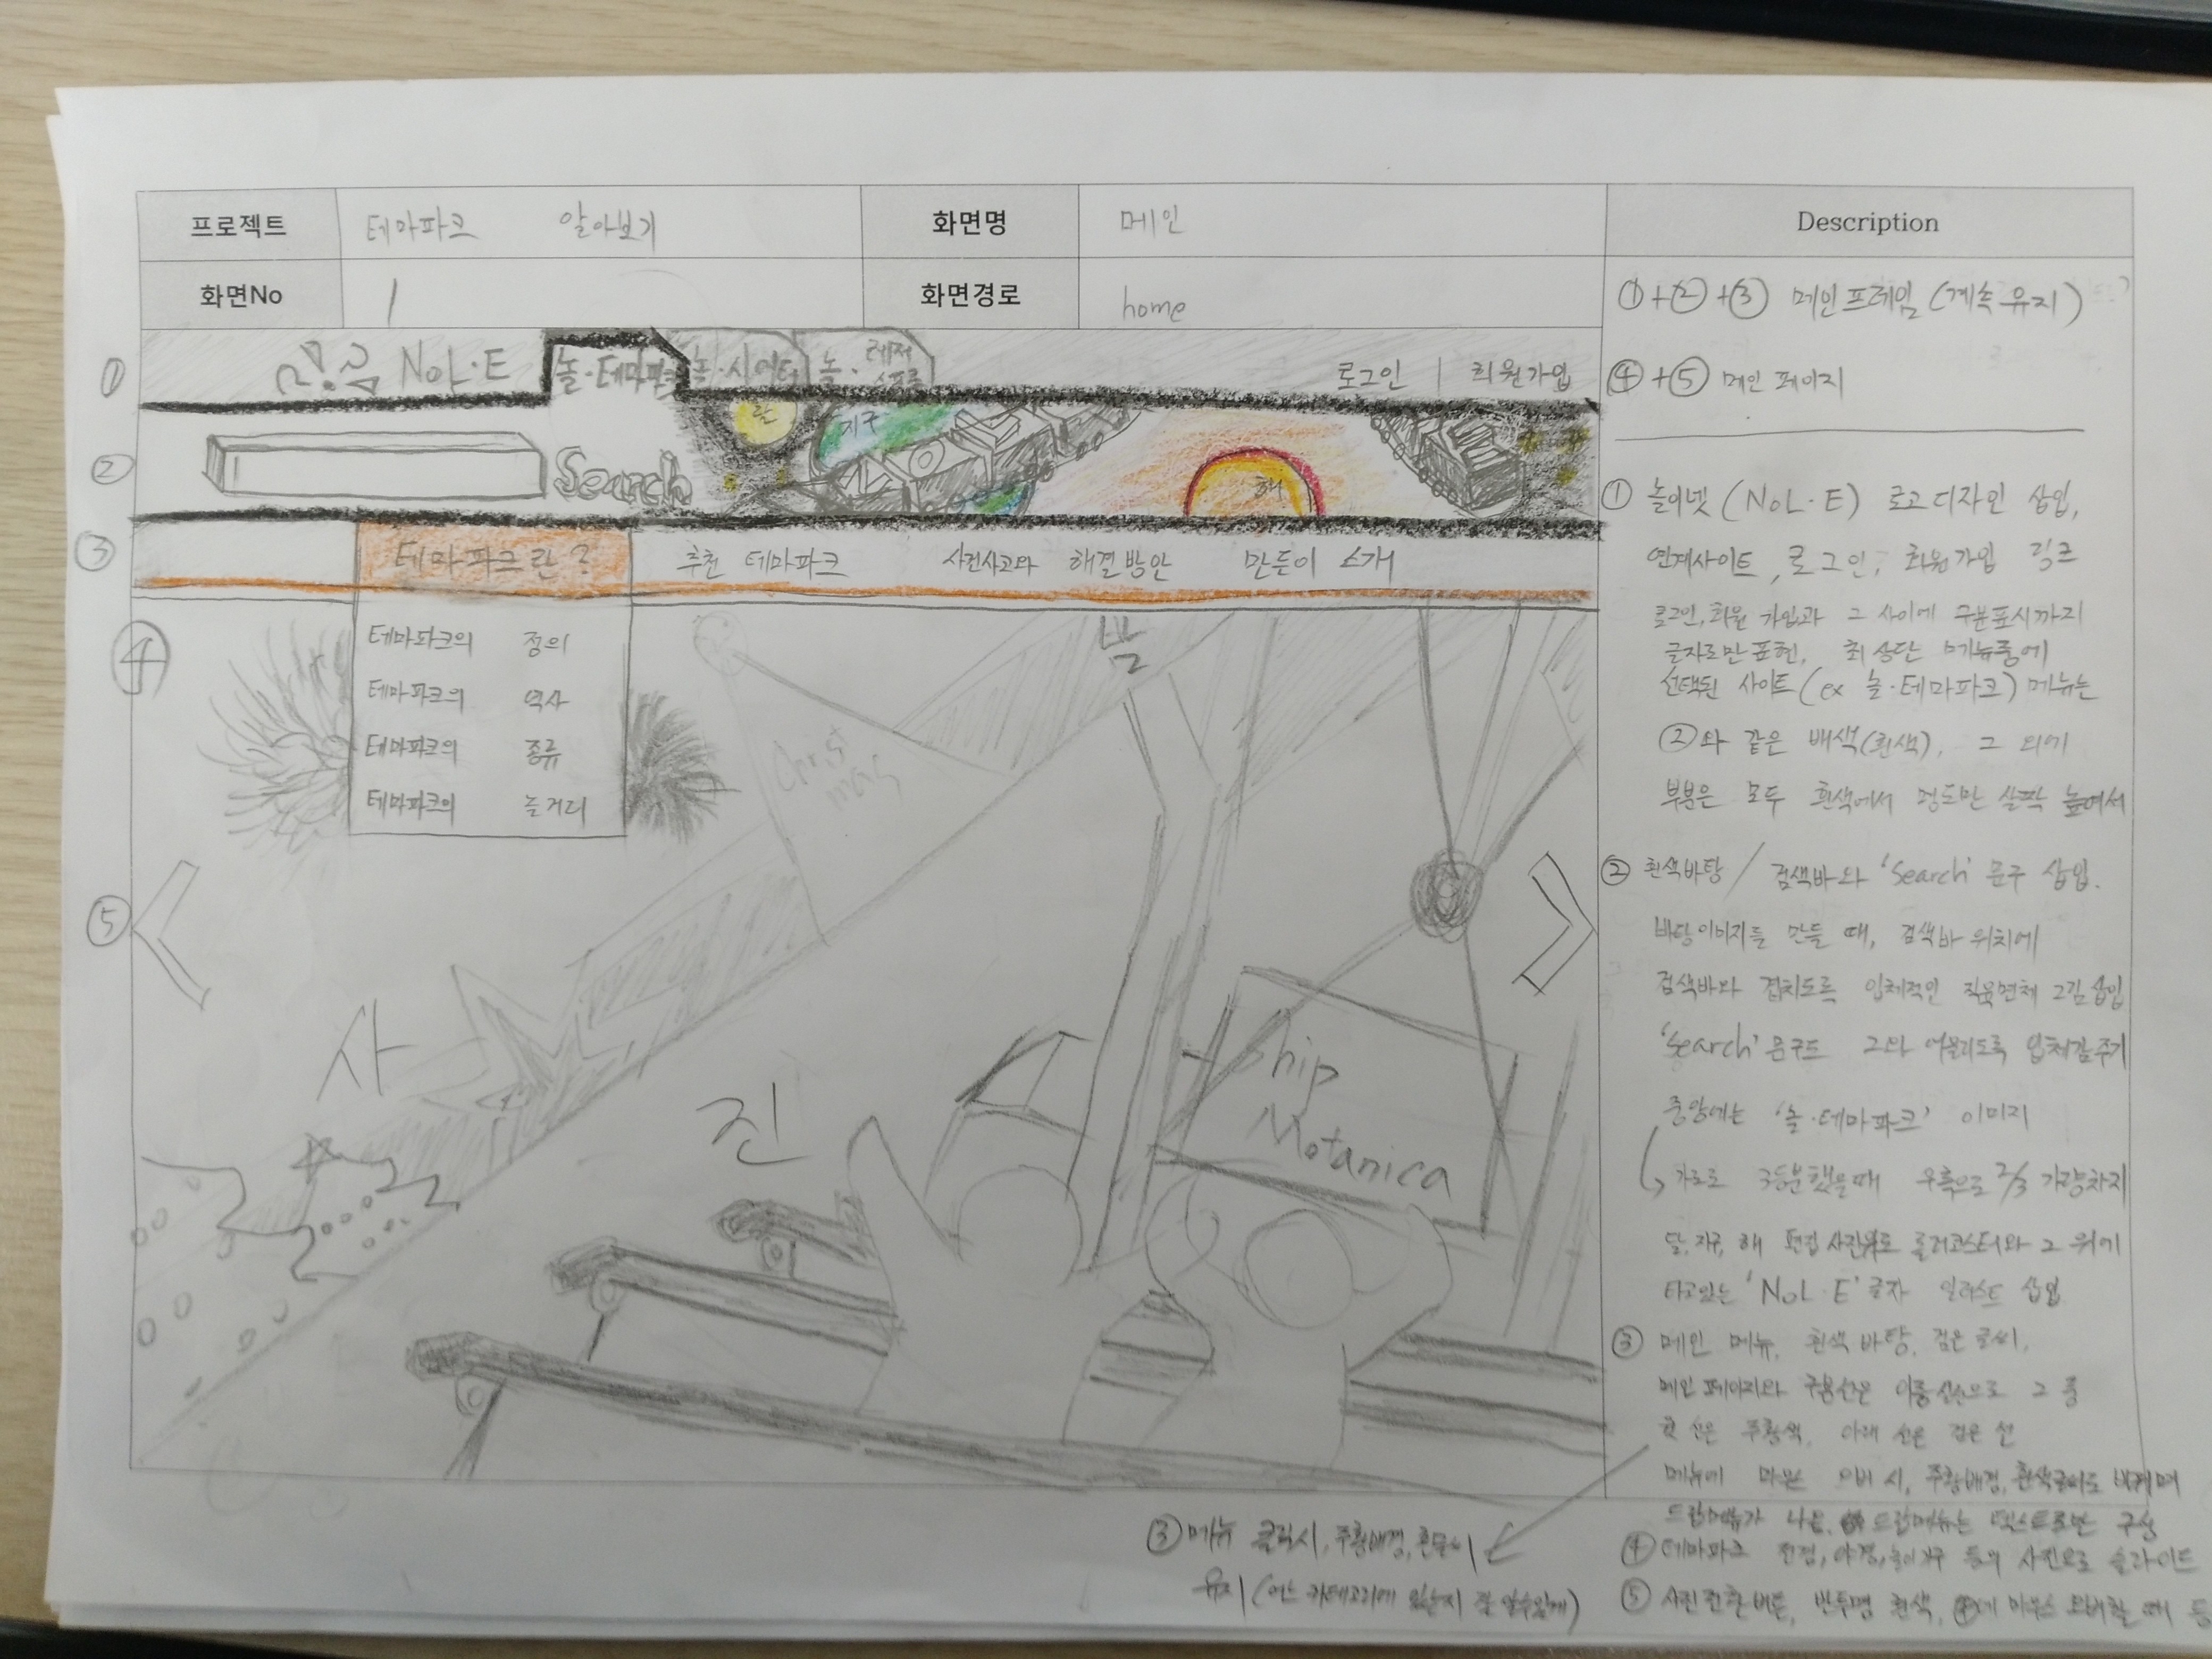 프로젝트 테마파크 알아보기 화면명 메인 Description
화면No 1 화면경로 home
①+②+③ 메인프레임(계속 유지)
④+⑤ 메인 페이지
① NOL·E 놀·테마파크 놀·시어터 놀·레저 스포츠 로그인 | 회원가입
달 지구 해
② Search
③ 테마파크란? 추천 테마파크 사건사고와 해결방안 만든이 소개
④
테마파크의 정의
테마파크의 역사
테마파크의 종류
테마파크의 놀거리
봄
Christ
mas
⑤
사
진
Ship
Motanica
① 놀이넷(NOL·E) 로고디자인 삽입,
연계사이트, 로그인, 회원가입 링크
로그인, 회원 가입과 그 사이에 구분표시까지
글자로만 표현, 최상단 메뉴중에
선택된 사이트(ex 놀·테마파크) 메뉴는
②와 같은 배색(흰색), 그 외에
부분은 모두 흰색에서 명도만 살짝 높여서
② 흰색바탕 / 검색바와 'Search' 문구 삽입.
바탕이미지를 만들 때, 검색바 위치에
검색바와 겹치도록 입체적인 직육면체 그림 삽입
'Search' 문구도 그와 어울리도록 입체감주기
중앙에는 '놀·테마파크' 이미지
가로로 3등분했을때 우측으로 2/3 가량차지
달, 지구, 해 편집 사진위로 롤러코스터와 그 위에
타고있는 'NOL·E' 글자 일러스트 삽입
③ 메인 메뉴, 흰색 바탕, 검은 글씨,
메인 페이지와 구분선은 이중선으로 그 중
윗 선은 주황색, 아래 선은 검은 선
메뉴에 마우스 오버 시, 주황배경, 흰색글씨로 바뀌며
드랍메뉴가 나옴, 드랍메뉴는 텍스트로만 구성
④ 테마파크 전경, 야경, 놀이기구 등의 사진으로 슬라이드
⑤ 사진전환버튼, 반투명 흰색, ④에 마우스 오버할 때 등
③ 메뉴 클릭시, 주황배경, 흰글씨
유지 (어느 카테고리에 있는지 잘 알수있게)